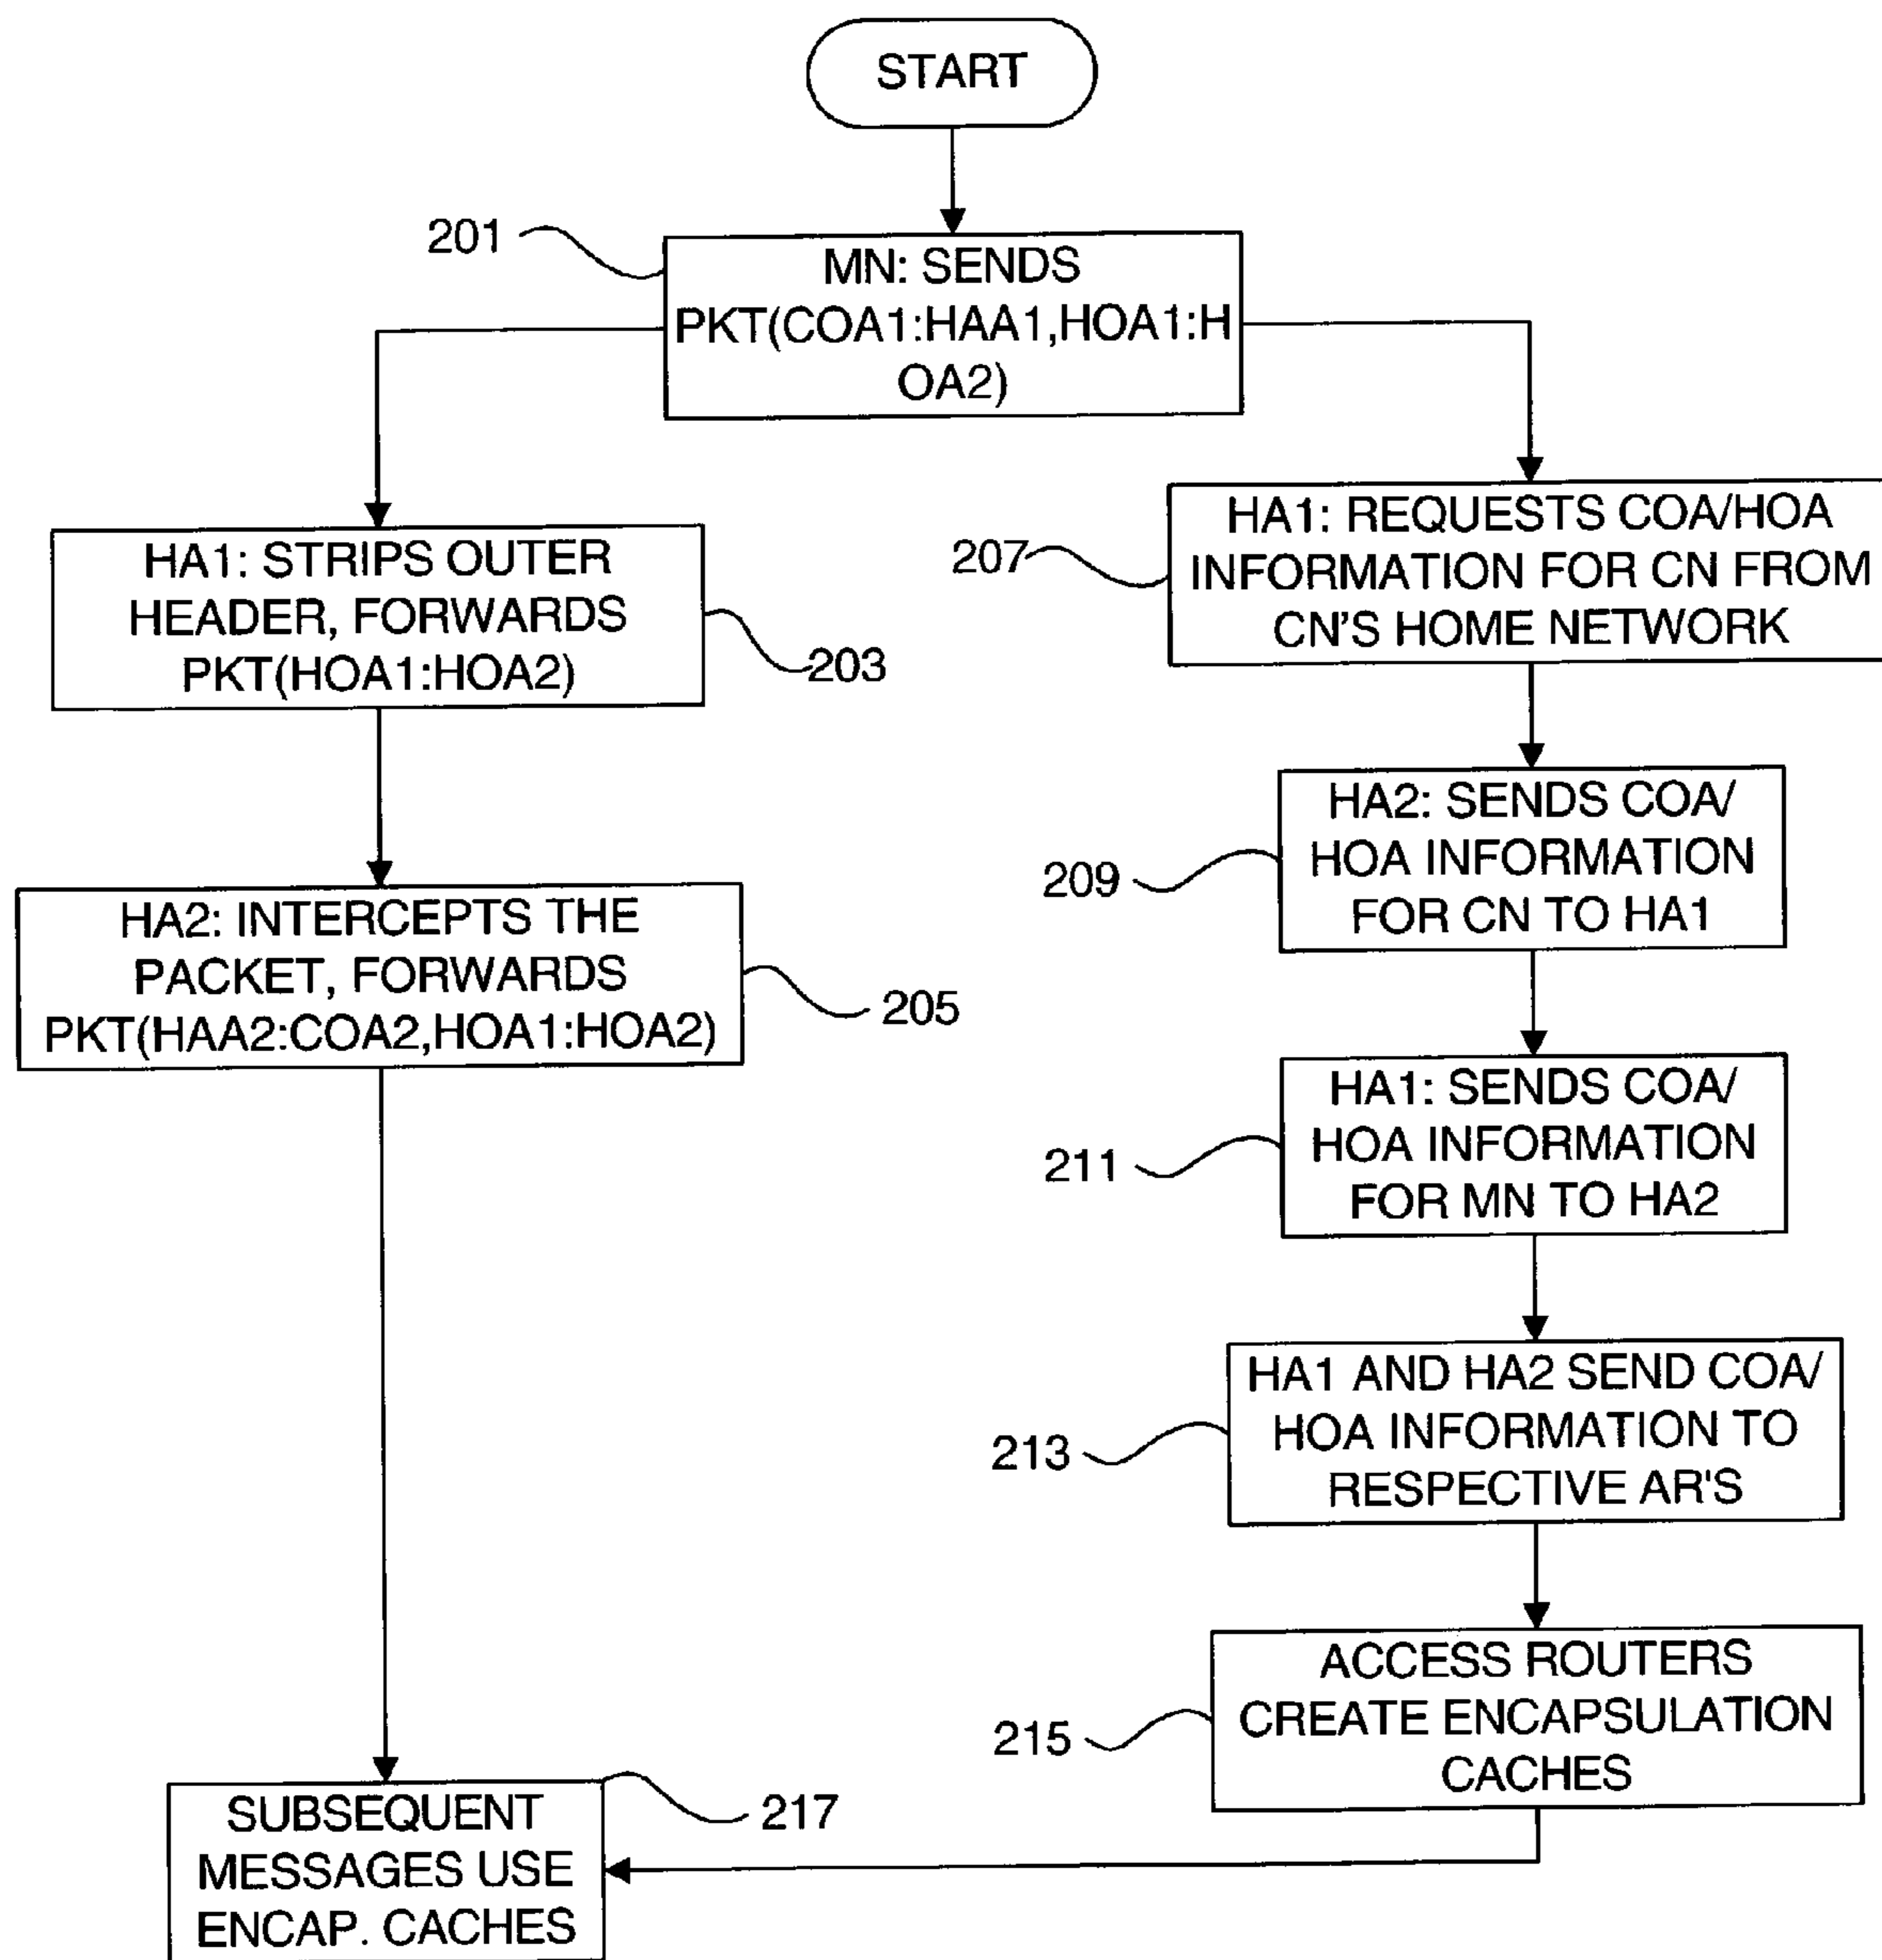 START
201
MN: SENDS
PKT(COA1:HAA1,HOA1:H
OA2)
HA1: STRIPS OUTER
HEADER, FORWARDS
PKT(HOA1:HOA2)
203
HA2: INTERCEPTS THE
PACKET, FORWARDS
PKT(HAA2:COA2,HOA1:HOA2)
205
207
HA1: REQUESTS COA/HOA
INFORMATION FOR CN FROM
CN'S HOME NETWORK
209
HA2: SENDS COA/
HOA INFORMATION
FOR CN TO HA1
211
HA1: SENDS COA/
HOA INFORMATION
FOR MN TO HA2
213
HA1 AND HA2 SEND COA/
HOA INFORMATION TO
RESPECTIVE AR'S
215
ACCESS ROUTERS
CREATE ENCAPSULATION
CACHES
217
SUBSEQUENT
MESSAGES USE
ENCAP. CACHES